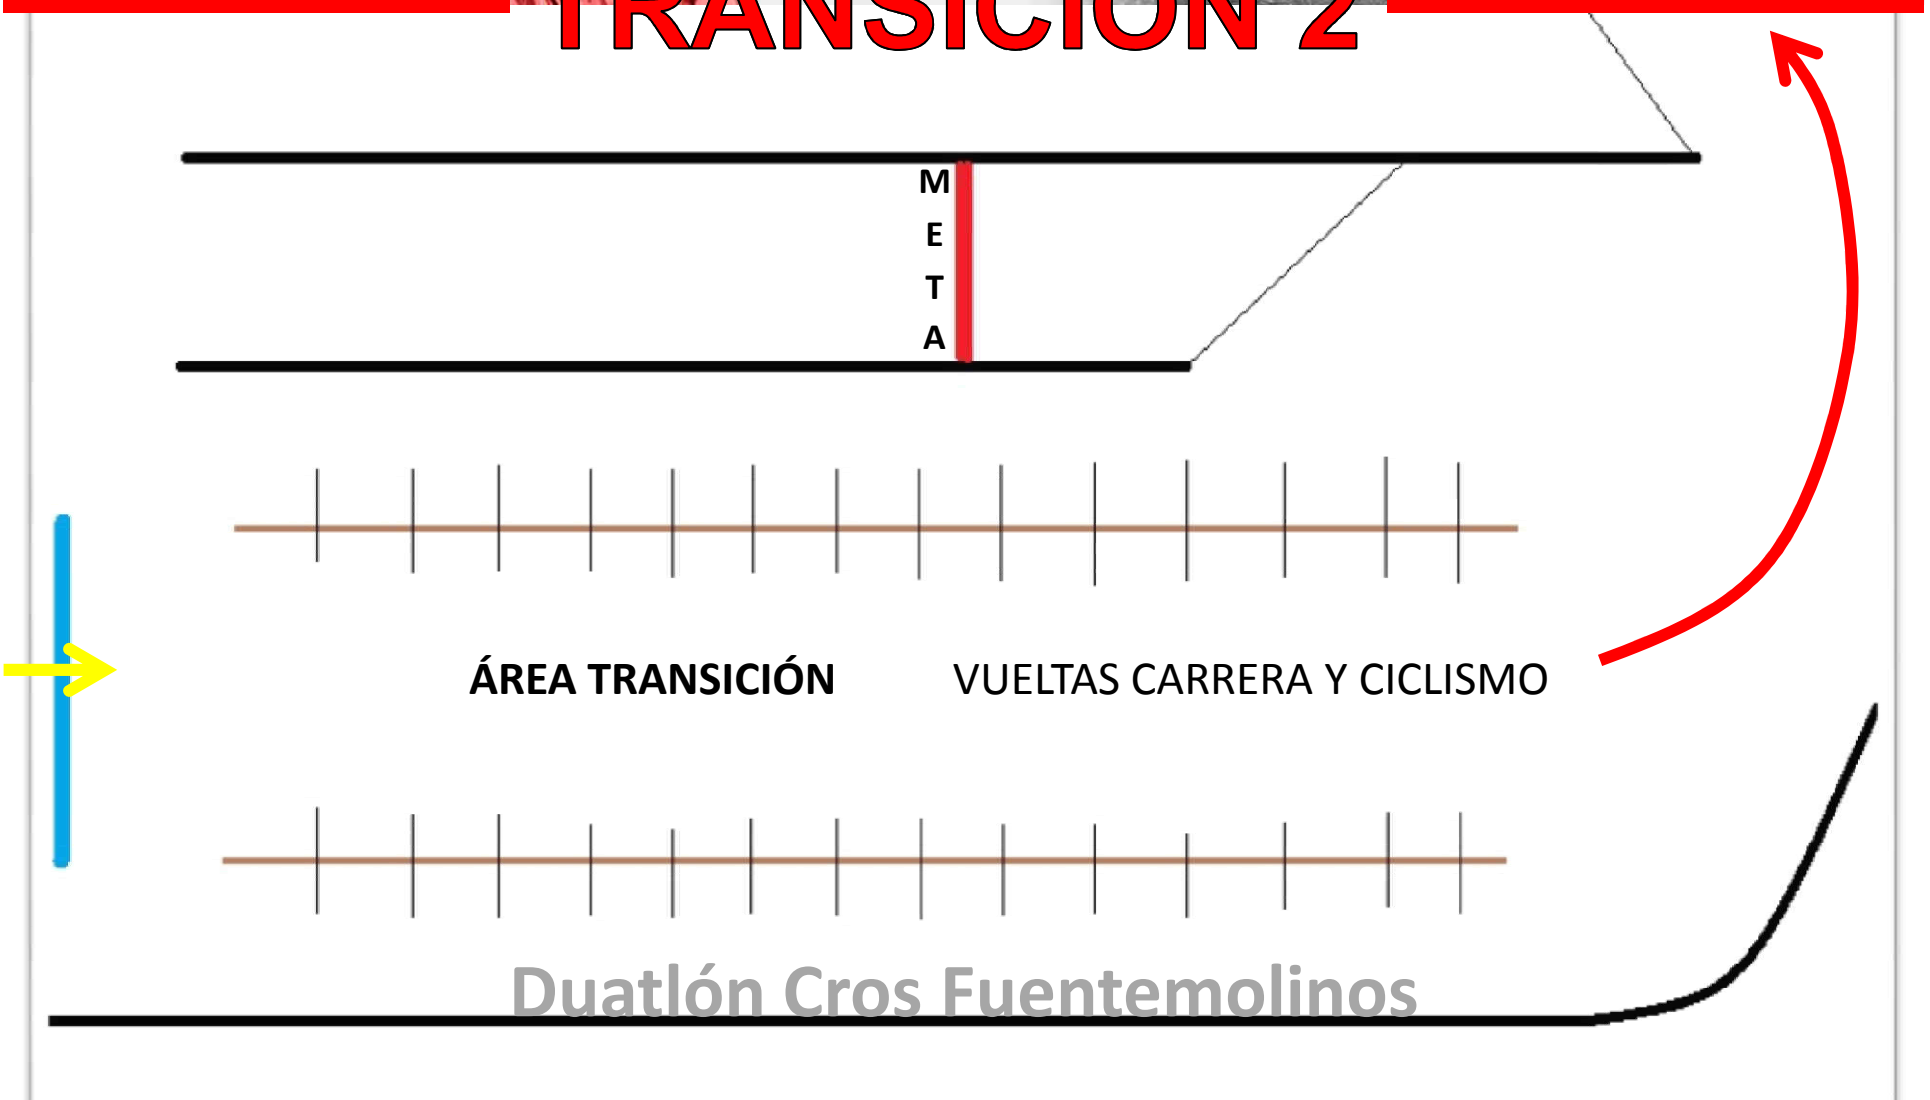 TRANSICIÓN 2
M
E
T
A
ÁREA TRANSICIÓN
VUELTAS CARRERA Y CICLISMO
Duatlón Cros Fuentemolinos